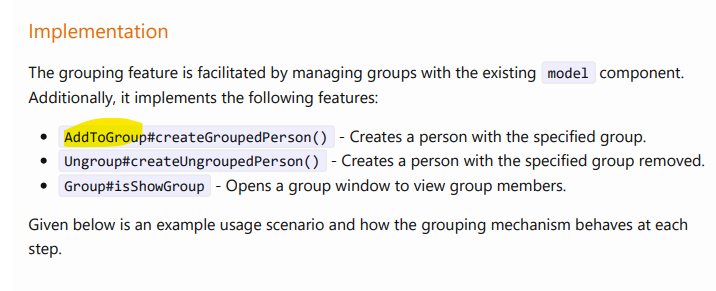 Implementation
The grouping feature is facilitated by managing groups with the existing model component.
Additionally, it implements the following features:
• AddToGroup#createGroupedPerson() - Creates a person with the specified group.
• Ungroup#createUngroupedPerson() - Creates a person with the specified group removed.
• Group#isShowGroup - Opens a group window to view group members.
Given below is an example usage scenario and how the grouping mechanism behaves at each
step.